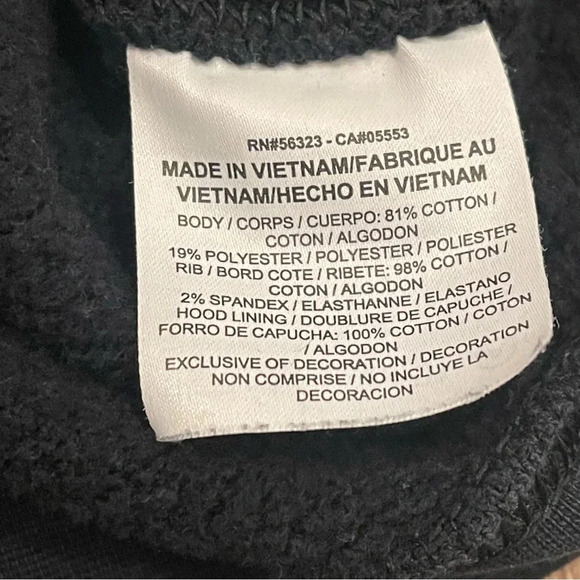 RN#56323 - CA#05553
MADE IN VIETNAM/FABRIQUE AU
VIETNAM/HECHO EN VIETNAM
BODY / CORPS / CUERPO: 81% COTTON /
COTON / ALGODON
19% POLYESTER / POLYESTER / POLIESTER
RIB / BORD COTE / RIBETE: 98% COTTON /
COTON / ALGODON
2% SPANDEX / ELASTHANNE / ELASTANO
HOOD LINING / DOUBLURE DE CAPUCHE /
FORRO DE CAPUCHA: 100% COTTON / COTON
/ ALGODON
EXCLUSIVE OF DECORATION / DECORATION
NON COMPRISE / NO INCLUYE LA
DECORACION